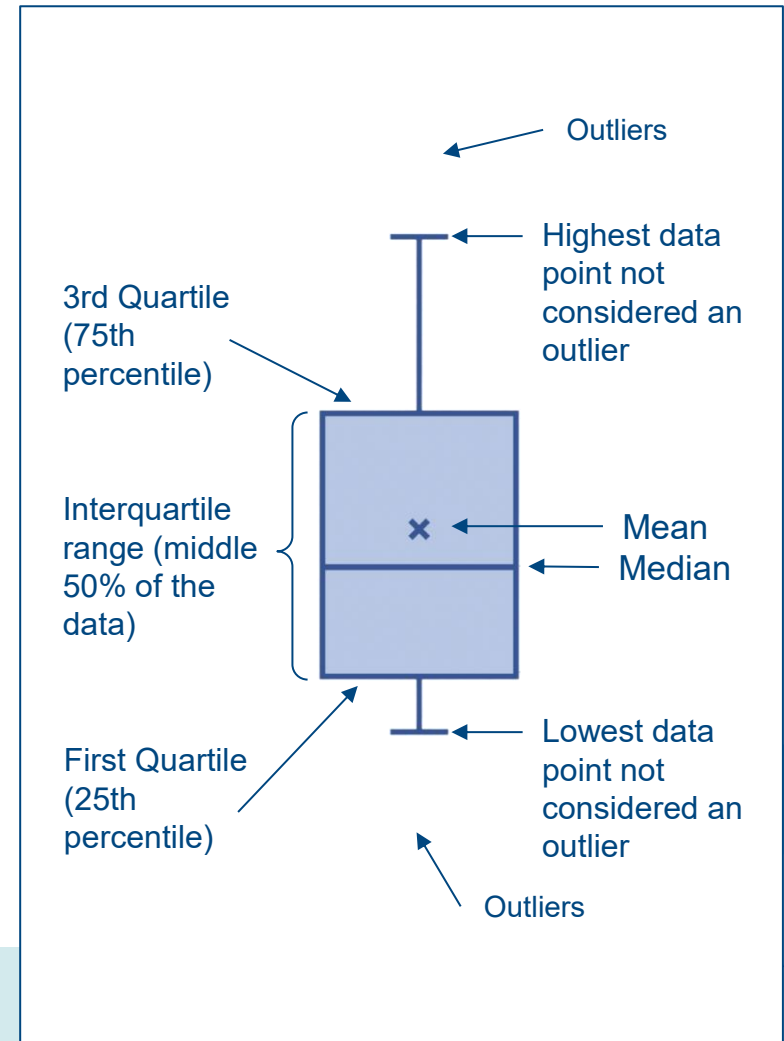 Outliers
Highest data
point not
considered an
outlier
3rd Quartile
(75th
percentile)
Interquartile
range (middle
50% of the
data)
Mean
Median
First Quartile
(25th
percentile)
Lowest data
point not
considered an
outlier
Outliers